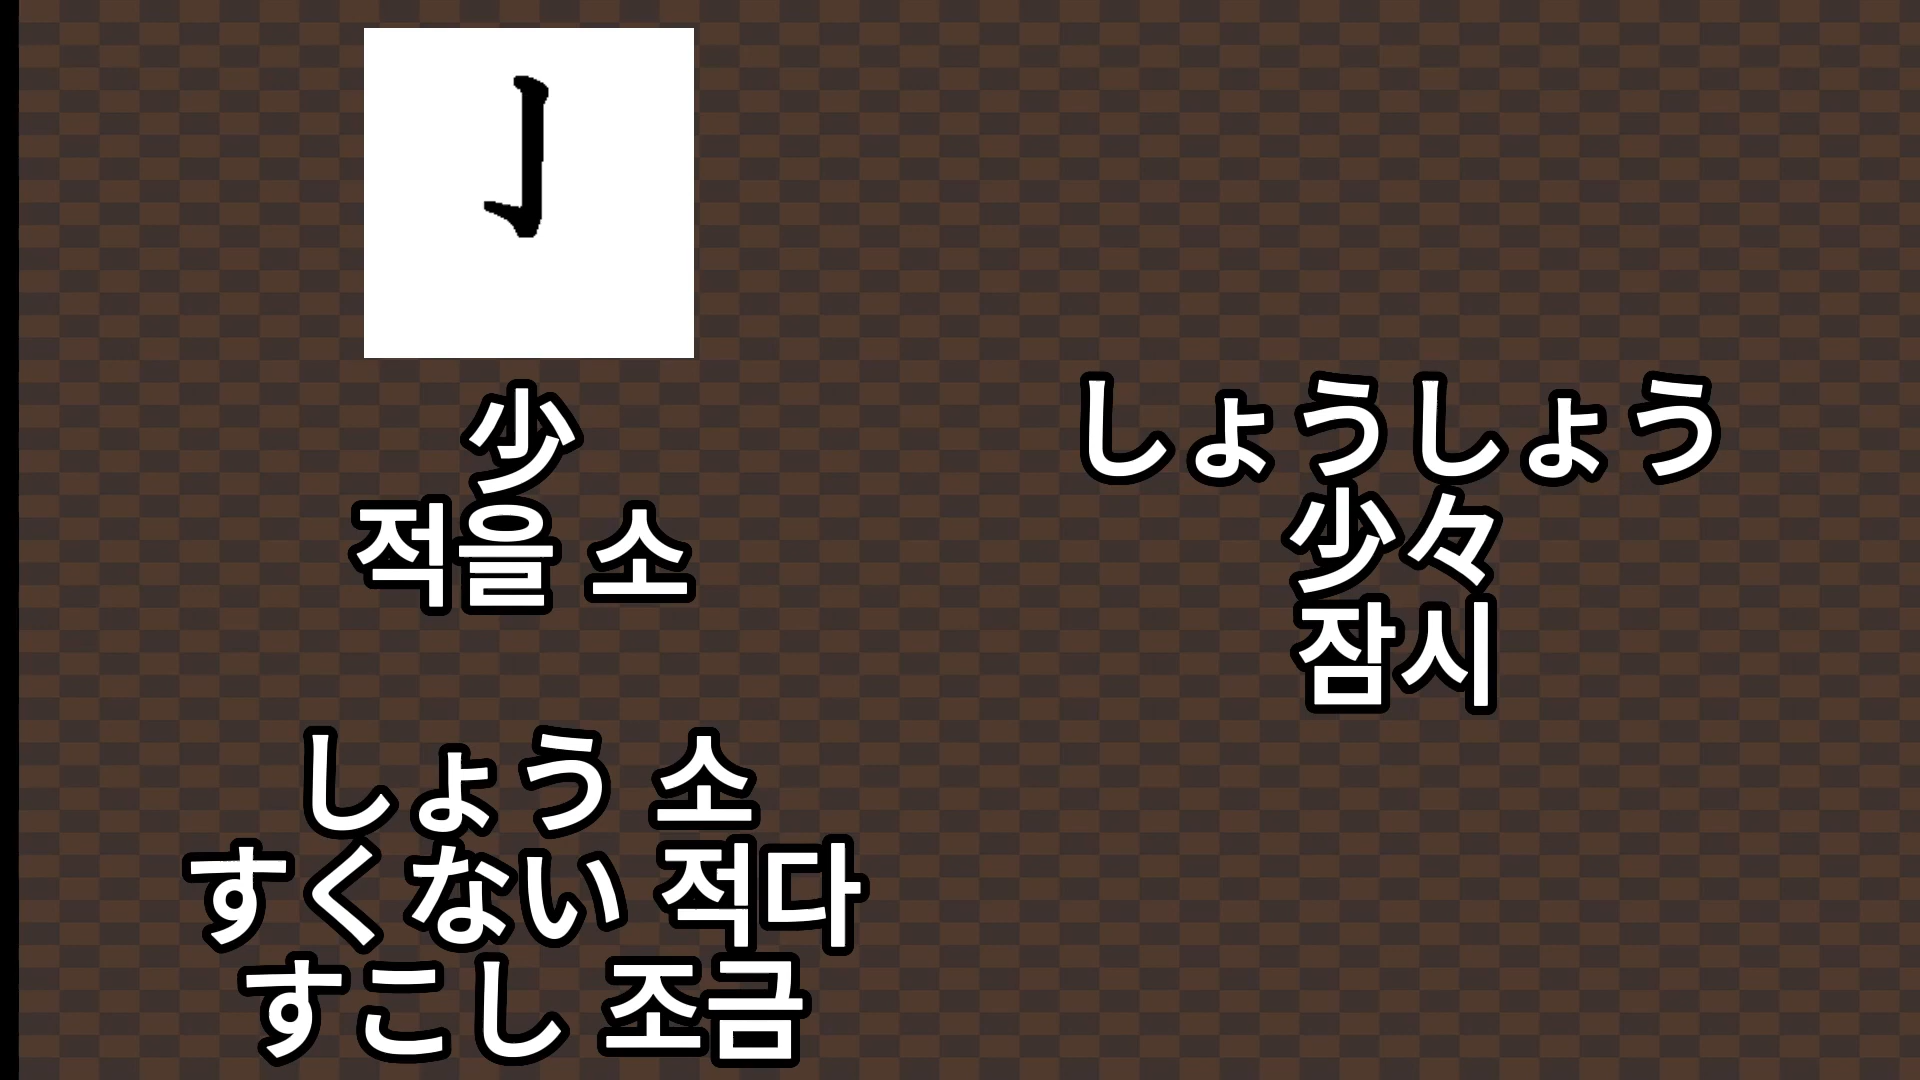 少
적을 소
しょう 소
すくない 적다
すこし 조금
しょうしょう
少々
잠시